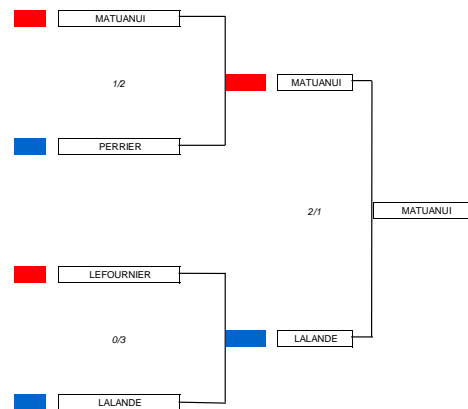 MATUANUI
1/2
MATUANUI
PERRIER
2/1
MATUANUI
LEFOURNIER
0/3
LALANDE
LALANDE